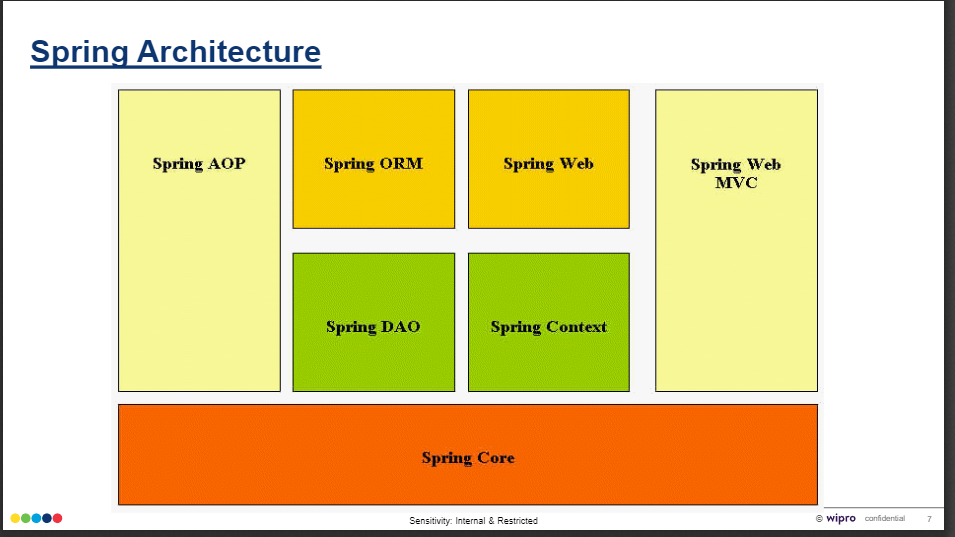 Spring Architecture
Spring AOP
Spring ORM
Spring Web
Spring Web
MVC
Spring DAO
Spring Context
Spring Core
Sensitivity: Internal & Restricted
© wipro confidential 7